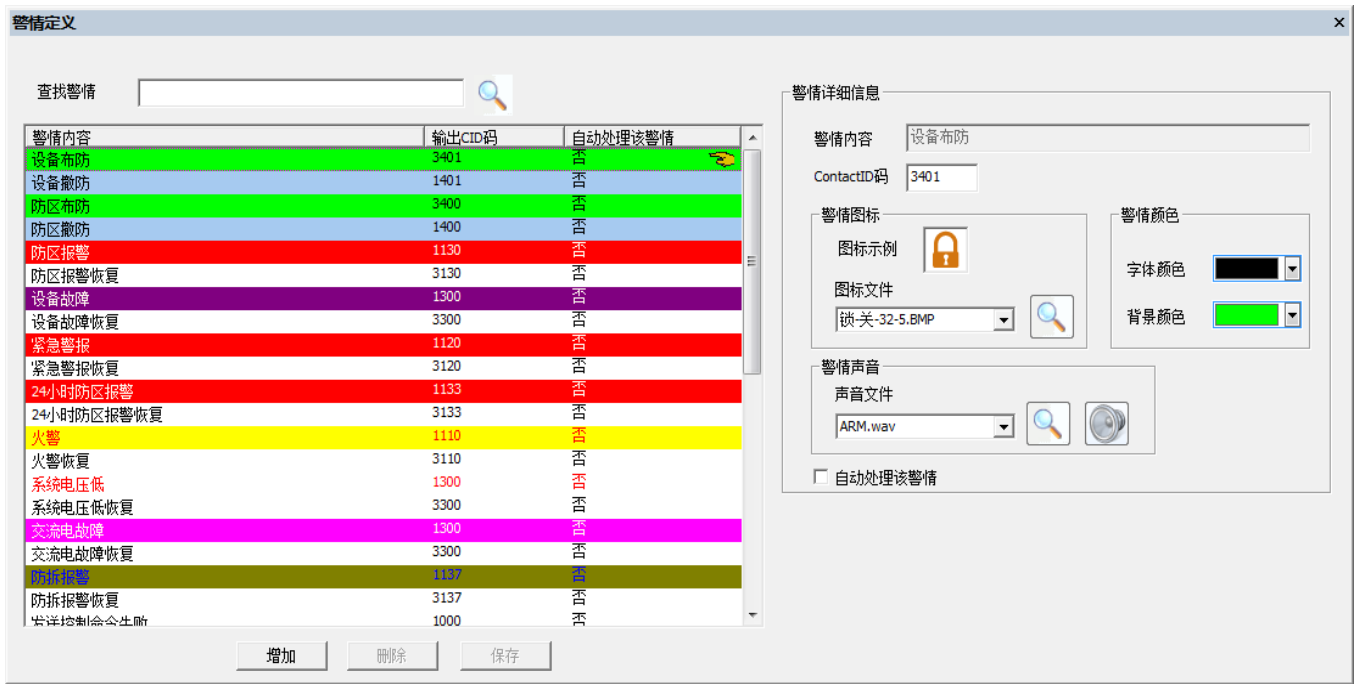 警情定义
查找警情
警情内容 输出CID码 自动处理该警情
设备布防 3401 否
设备撤防 1401 否
防区布防 3400 否
防区撤防 1400 否
防区报警 1130 否
防区报警恢复 3130 否
设备故障 1300 否
设备故障恢复 3300 否
紧急警报 1120 否
紧急警报恢复 3120 否
24小时防区报警 1133 否
24小时防区报警恢复 3133 否
火警 1110 否
火警恢复 3110 否
系统电压低 1300 否
系统电压低恢复 3300 否
交流电故障 1300 否
交流电故障恢复 3300 否
防拆报警 1137 否
防拆报警恢复 3137 否
发送控制命令失败 1000 否
增加 删除 保存
警情详细信息
警情内容 设备布防
ContactID码 3401
警情图标
图标示例
图标文件
锁-关-32-5.BMP
警情颜色
字体颜色
背景颜色
警情声音
声音文件
ARM.wav
自动处理该警情